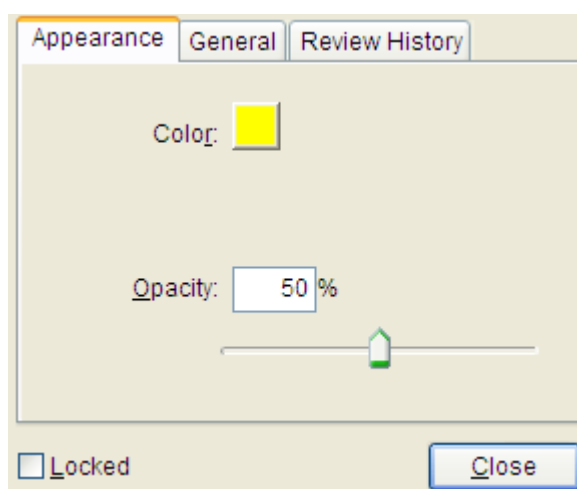 Appearance General Review History
Color:
Opacity: 50 %
Locked Close